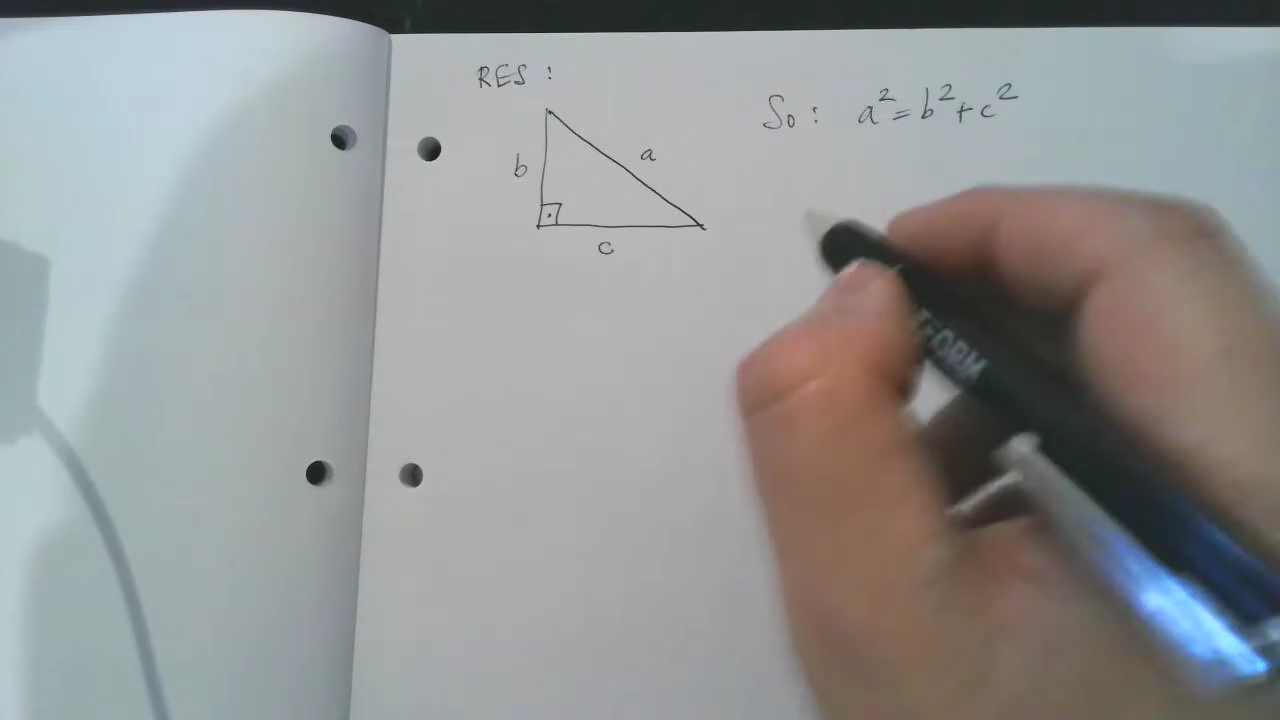 RES :
So : a² = b² + c²
b
a
c